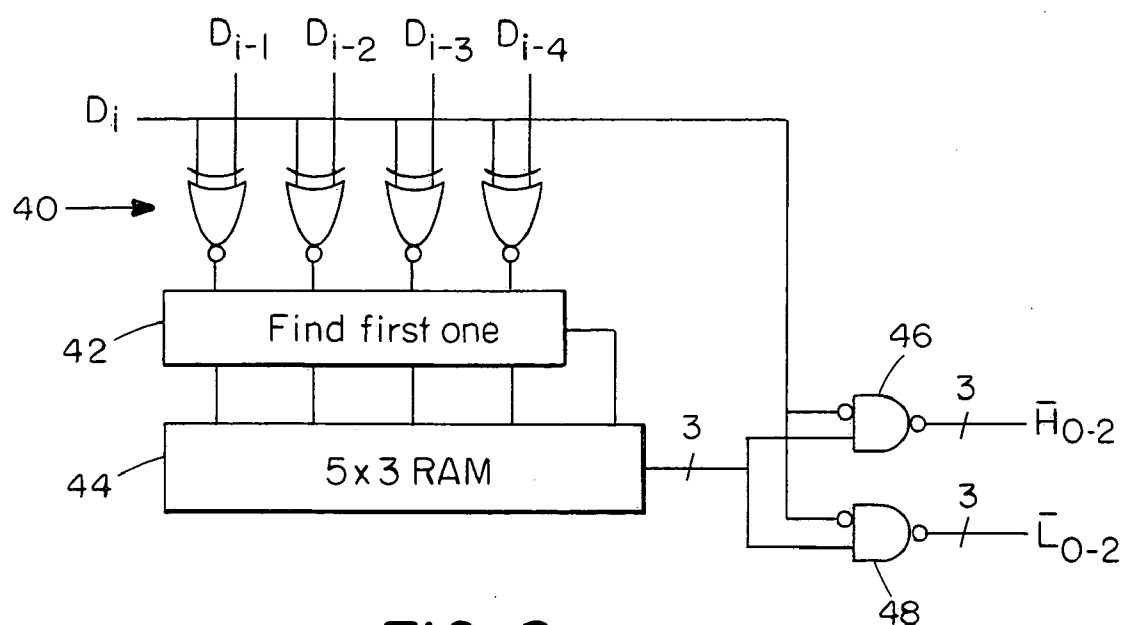 D_{i-1} D_{i-2} D_{i-3} D_{i-4}
D_i
40
42
Find first one
44
5x3 RAM
3
46
3
H̅_{0-2}
3
L̅_{0-2}
48